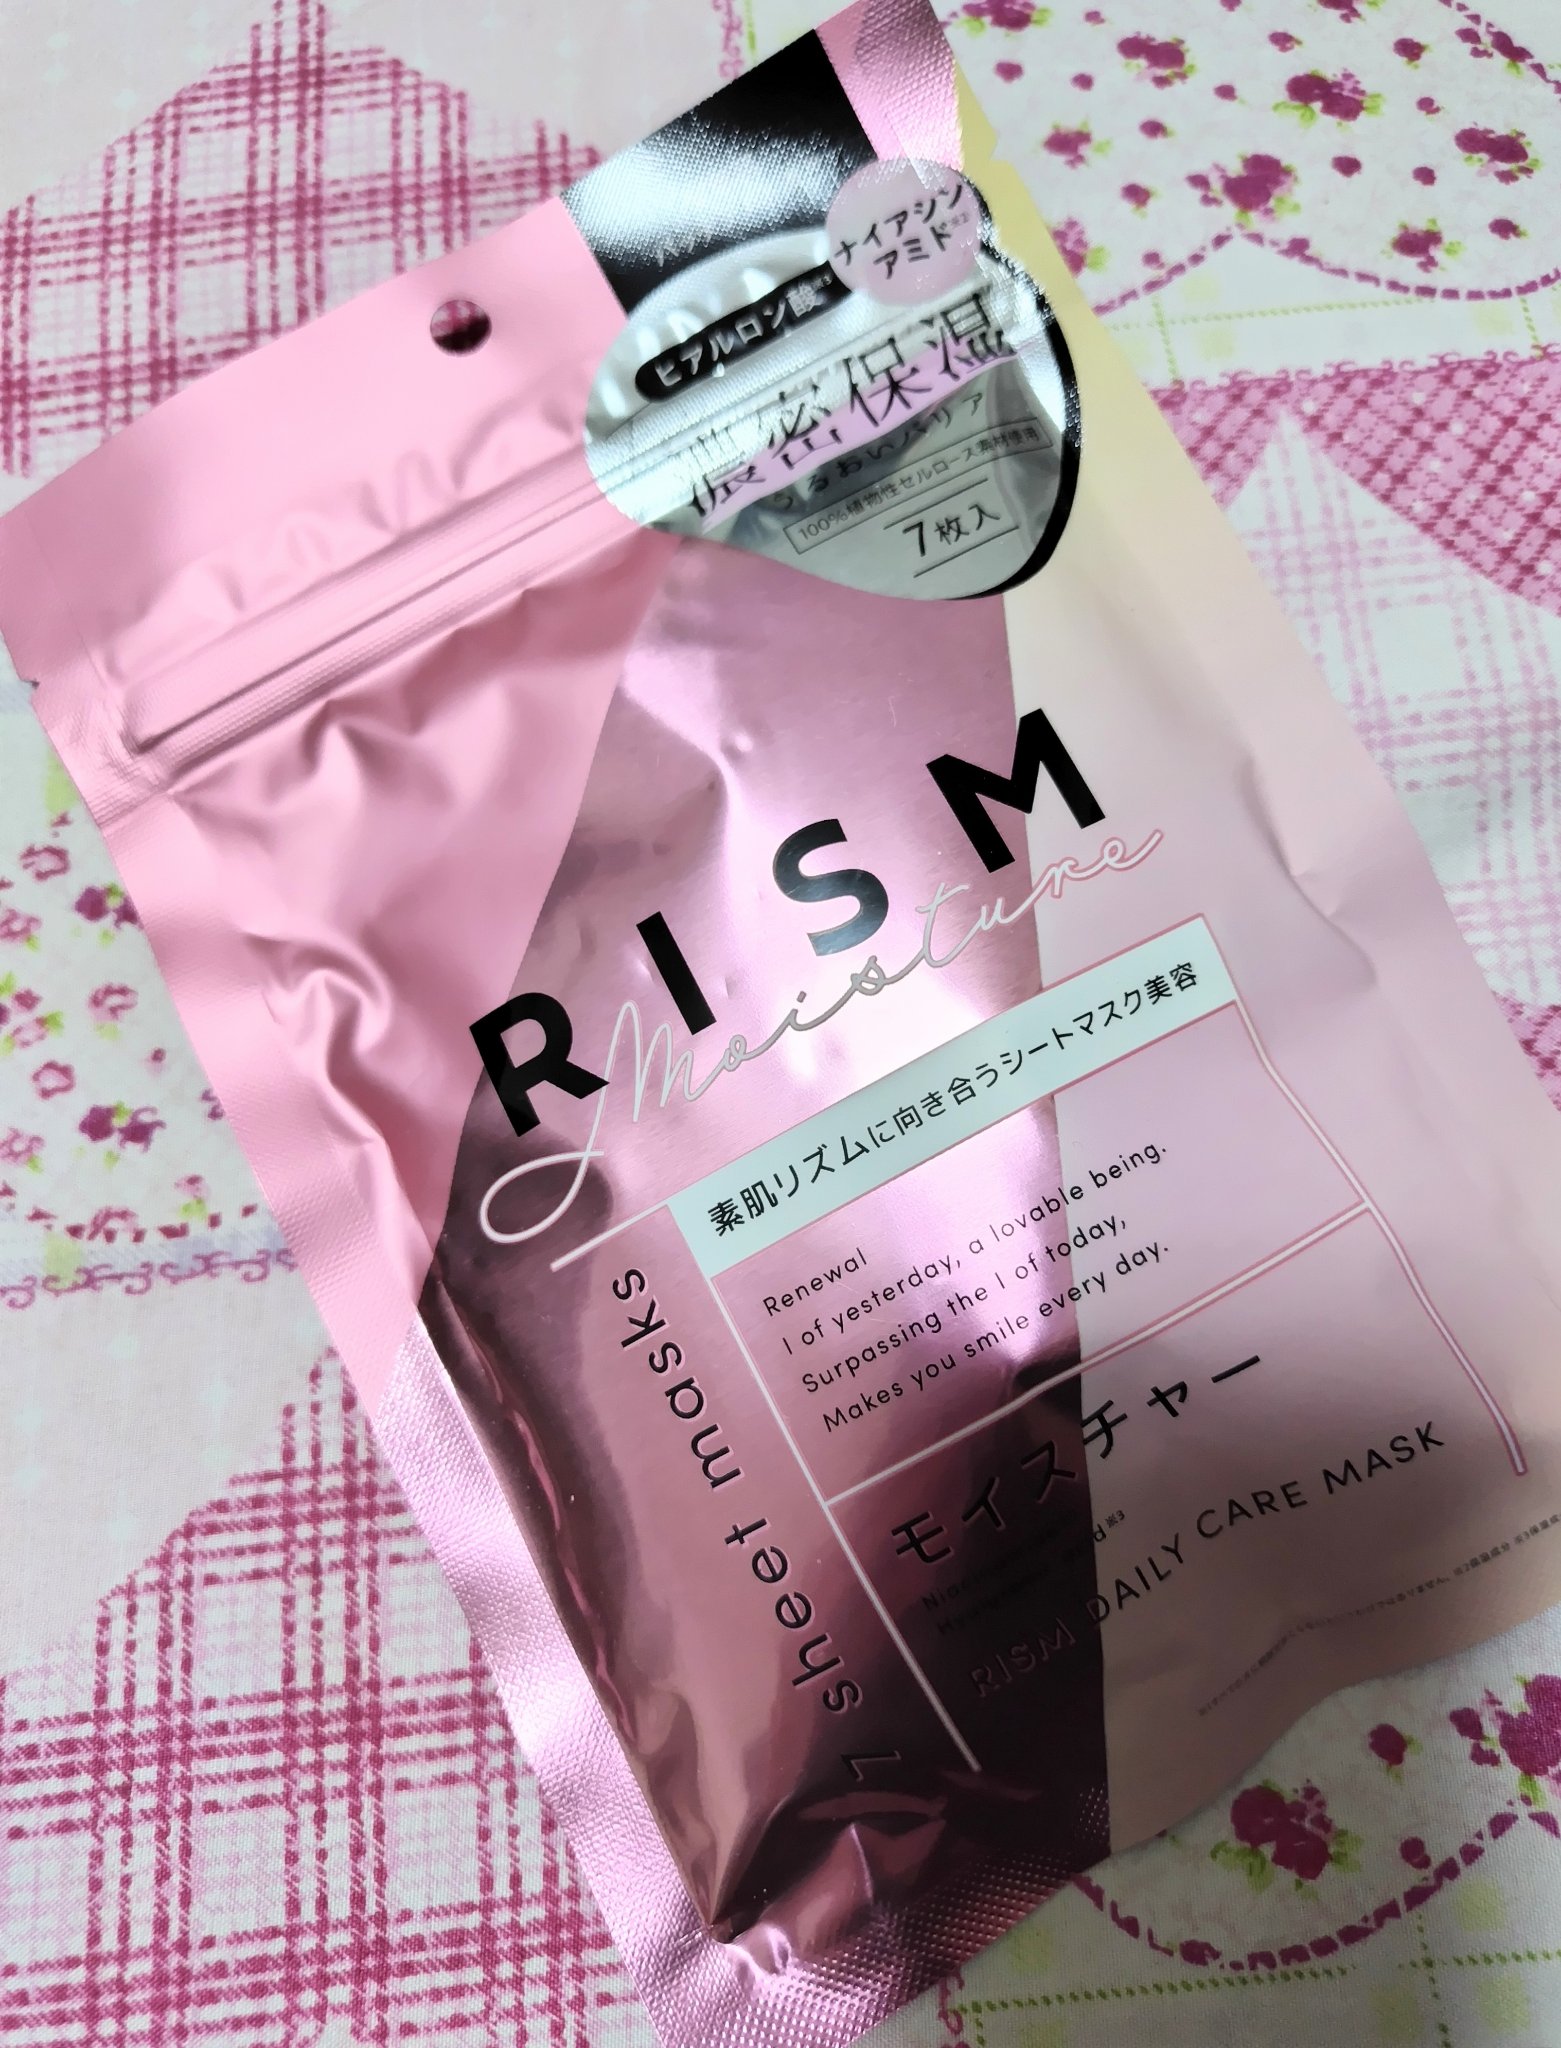 ナイアシン
アミド※2
ヒアルロン酸※3
濃密保湿
うるおいバリア
100%植物性セルロース素材使用
7枚入
RISM
Moisture
素肌リズムに向き合うシートマスク美容
Renewal
I of yesterday, a lovable being.
Surpassing the I of today,
Makes you smile every day.
7 sheet masks
モイスチャー
RISM DAILY CARE MASK